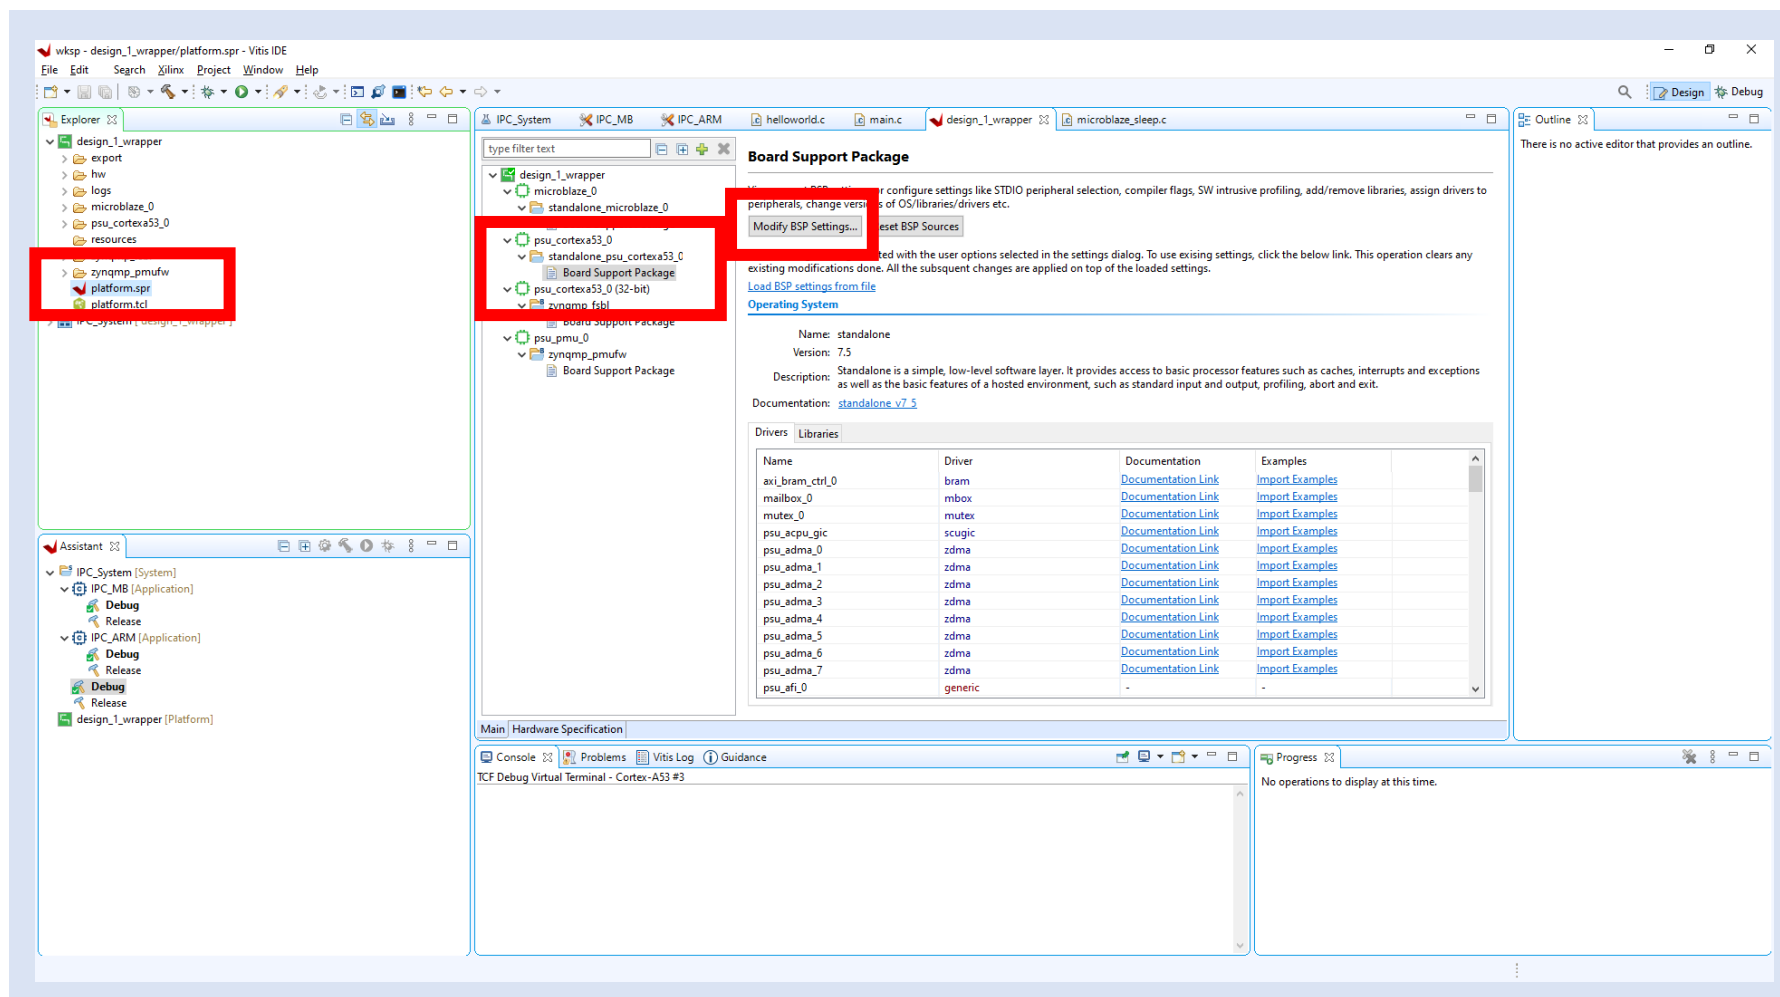 wksp - design_1_wrapper/platform.spr - Vitis IDE
File Edit Search Xilinx Project Window Help
Design Debug
Explorer
design_1_wrapper
export
hw
logs
microblaze_0
psu_cortexa53_0
resources
zynqmp_pmufw
platform.spr
platform.tcl
IPC_System [design_1_wrapper]
Assistant
IPC_System [System]
IPC_MB [Application]
Debug
Release
IPC_ARM [Application]
Debug
Release
Debug
Release
design_1_wrapper [Platform]
IPC_System IPC_MB IPC_ARM helloworld.c main.c design_1_wrapper microblaze_sleep.c
type filter text
design_1_wrapper
microblaze_0
standalone_microblaze_0
psu_cortexa53_0
standalone_psu_cortexa53_0
Board Support Package
psu_cortexa53_0 (32-bit)
zynqmp_fsbl
Board Support Package
psu_pmu_0
zynqmp_pmufw
Board Support Package
Board Support Package
configure settings like STDIO peripheral selection, compiler flags, SW intrusive profiling, add/remove libraries, assign drivers to
peripherals, change versions of OS/libraries/drivers etc.
Modify BSP Settings... BSP Sources
with the user options selected in the settings dialog. To use exising settings, click the below link. This operation clears any
existing modifications done. All the subsquent changes are applied on top of the loaded settings.
Load BSP settings from file
Operating System
Name: standalone
Version: 7.5
Description: Standalone is a simple, low-level software layer. It provides access to basic processor features such as caches, interrupts and exceptions
as well as the basic features of a hosted environment, such as standard input and output, profiling, abort and exit.
Documentation: standalone_v7_5
Drivers Libraries
Name Driver Documentation Examples
axi_bram_ctrl_0 bram Documentation Link Import Examples
mailbox_0 mbox Documentation Link Import Examples
mutex_0 mutex Documentation Link Import Examples
psu_acpu_gic scugic Documentation Link Import Examples
psu_adma_0 zdma Documentation Link Import Examples
psu_adma_1 zdma Documentation Link Import Examples
psu_adma_2 zdma Documentation Link Import Examples
psu_adma_3 zdma Documentation Link Import Examples
psu_adma_4 zdma Documentation Link Import Examples
psu_adma_5 zdma Documentation Link Import Examples
psu_adma_6 zdma Documentation Link Import Examples
psu_adma_7 zdma Documentation Link Import Examples
psu_afi_0 generic - -
Main Hardware Specification
Console Problems Vitis Log Guidance
TCF Debug Virtual Terminal - Cortex-A53 #3
Progress
No operations to display at this time.
Outline
There is no active editor that provides an outline.